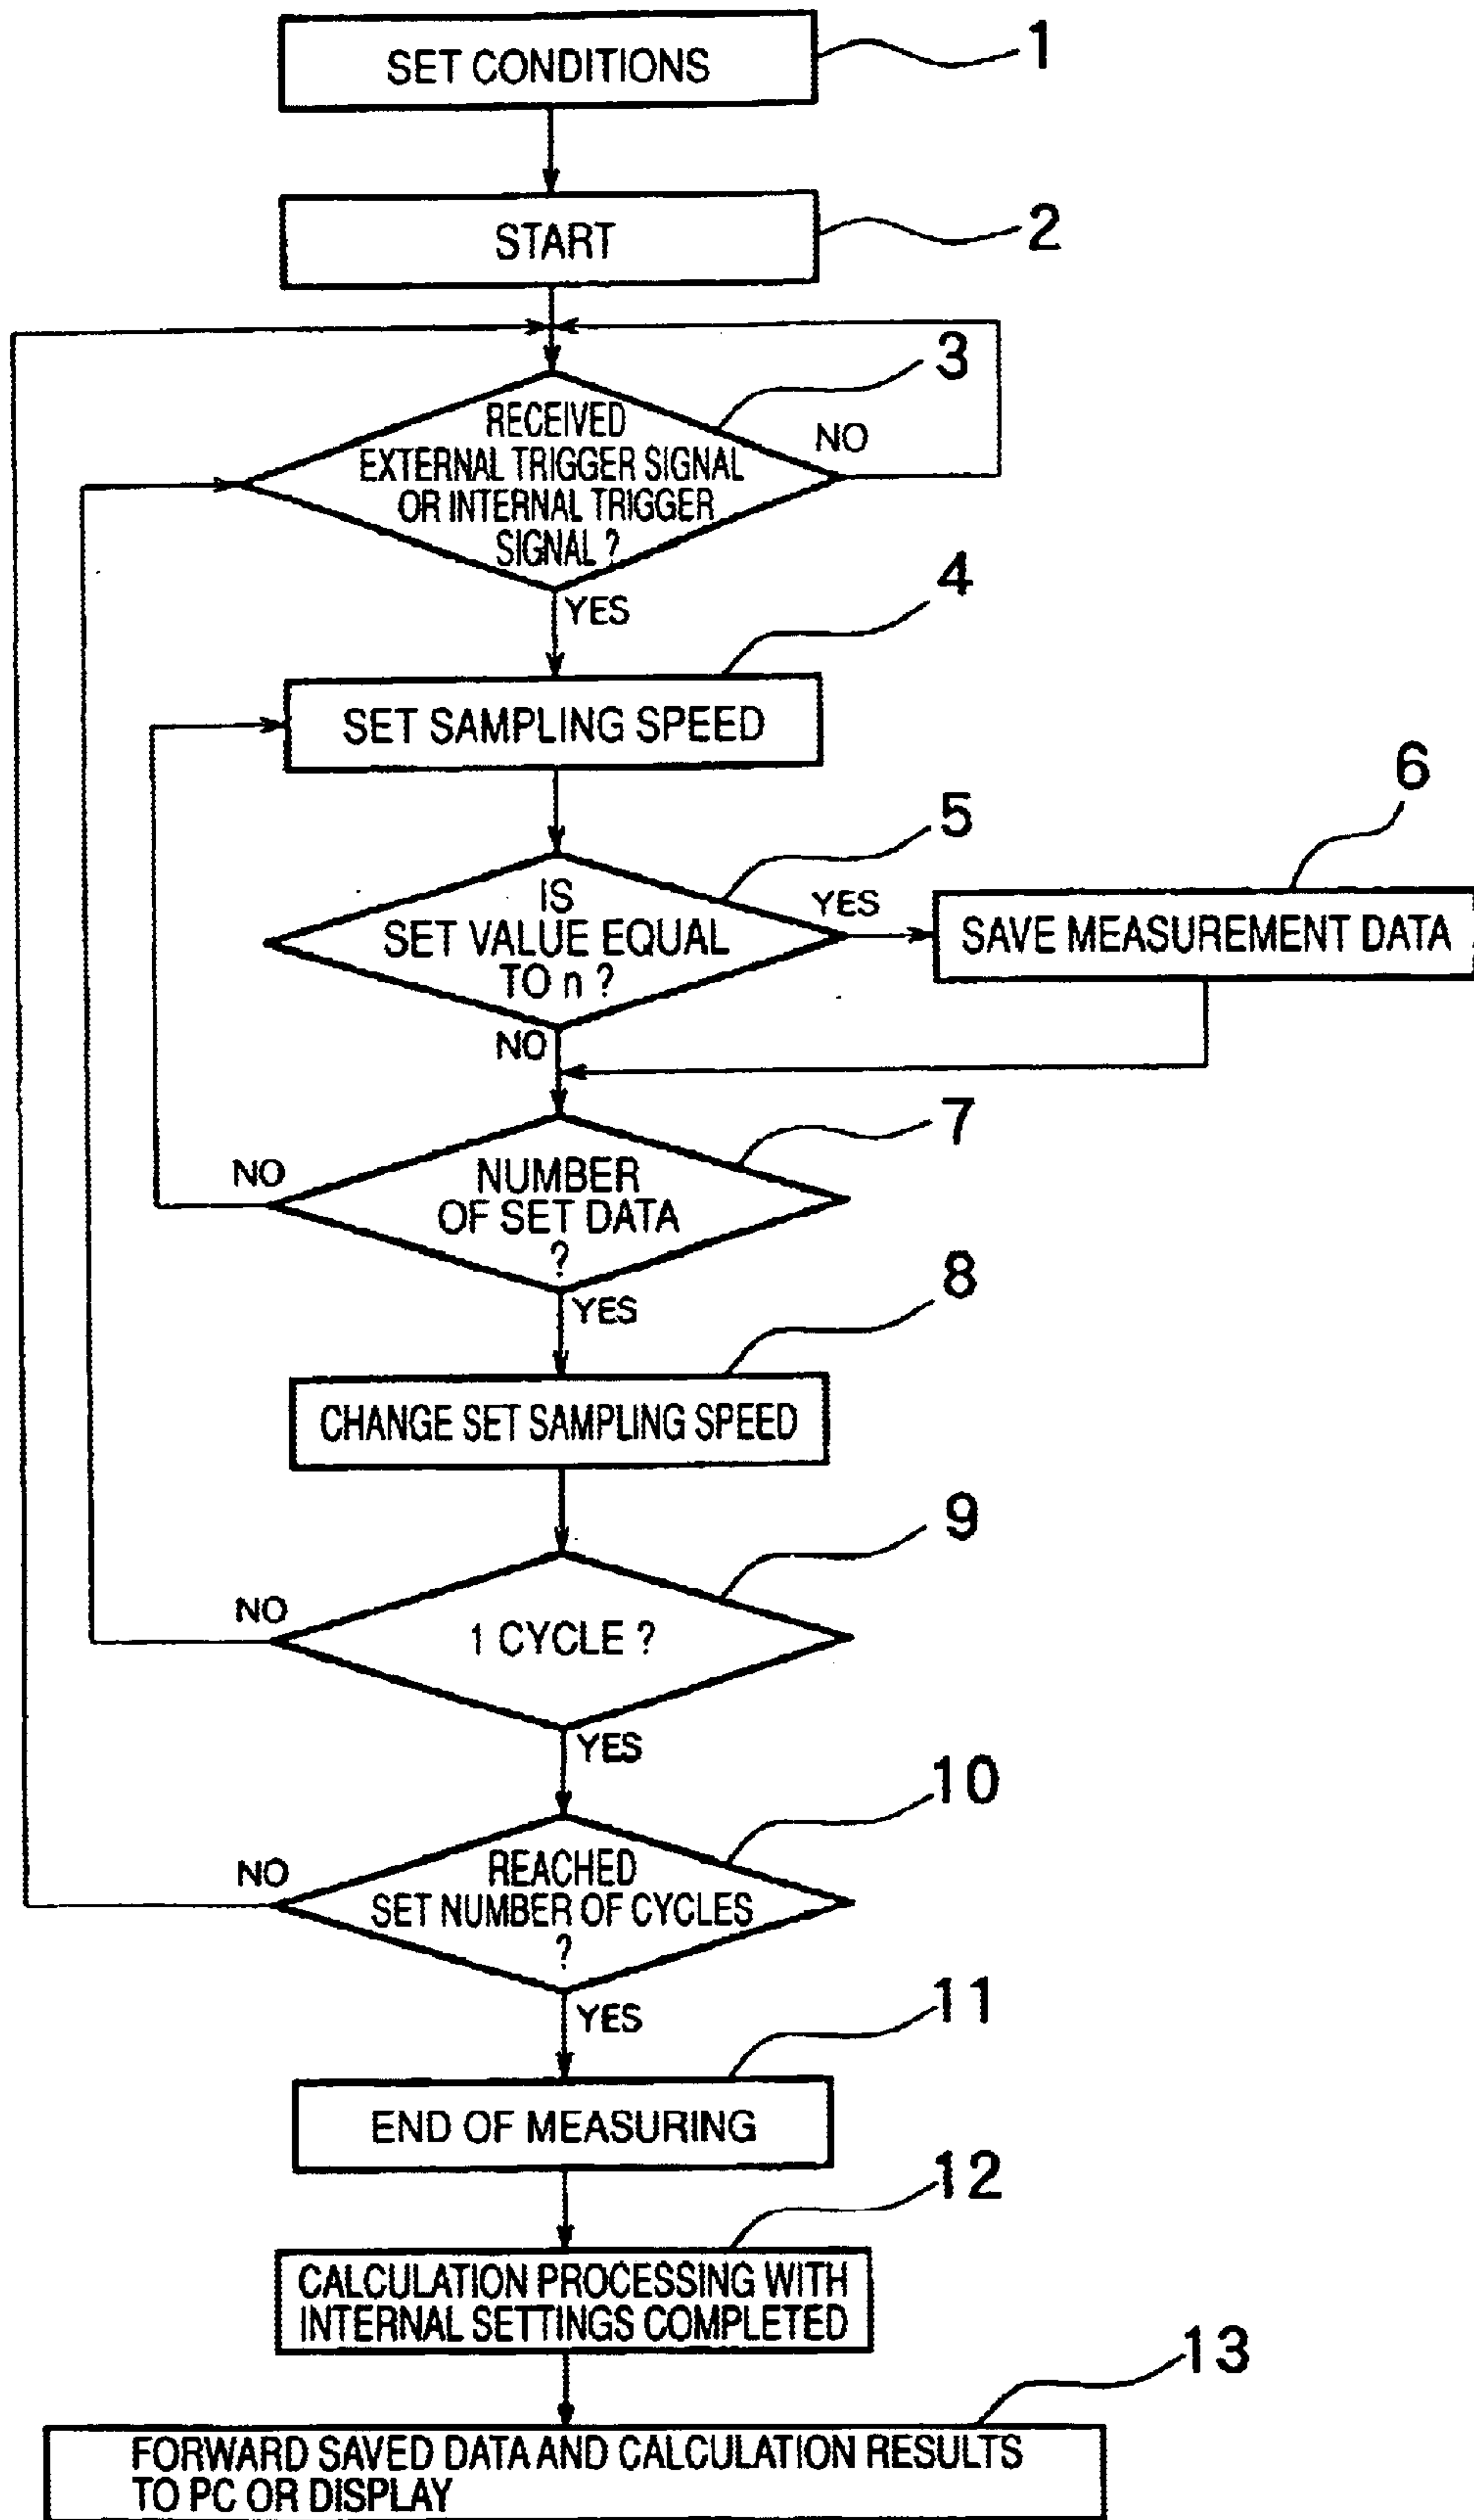 SET CONDITIONS
1
START
2
3
RECEIVED
EXTERNAL TRIGGER SIGNAL
OR INTERNAL TRIGGER
SIGNAL ?
NO
YES
4
SET SAMPLING SPEED
5
6
IS
SET VALUE EQUAL
TO n ?
YES
SAVE MEASUREMENT DATA
NO
7
NUMBER
OF SET DATA
?
NO
YES
8
CHANGE SET SAMPLING SPEED
9
1 CYCLE ?
NO
YES
10
REACHED
SET NUMBER OF CYCLES
?
NO
YES
11
END OF MEASURING
12
CALCULATION PROCESSING WITH
INTERNAL SETTINGS COMPLETED
13
FORWARD SAVED DATA AND CALCULATION RESULTS
TO PC OR DISPLAY